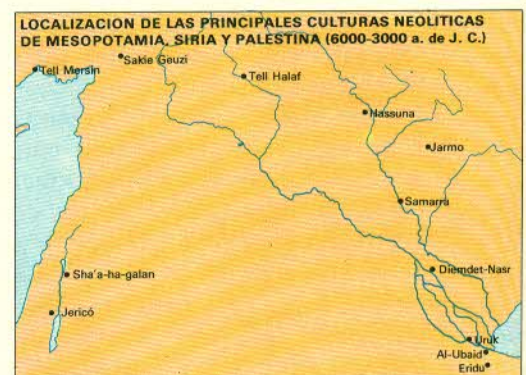 LOCALIZACION DE LAS PRINCIPALES CULTURAS NEOLITICAS
DE MESOPOTAMIA, SIRIA Y PALESTINA (6000-3000 a. de J. C.)
Sakie Geuzi
Tell Mersin
Tell Halaf
Hassuna
Jarmo
Samarra
Sha'a-ha-galan
Djemdet-Nasr
Jericó
Uruk
Al-Ubaid
Eridu